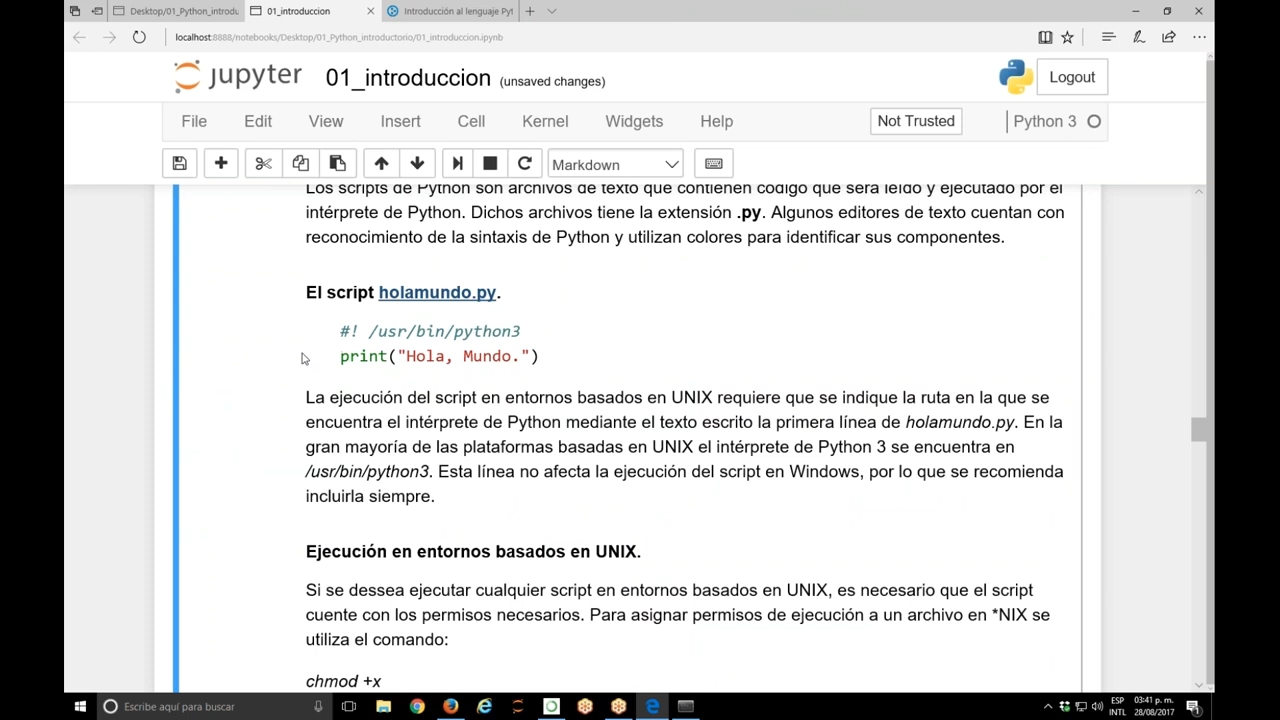 Desktop/01_Python_introdu
01_introduccion
Introducción al lenguaje Pyt
localhost:8888/notebooks/Desktop/01_Python_introductorio/01_introduccion.ipynb
jupyter 01_introduccion (unsaved changes)
Logout
File Edit View Insert Cell Kernel Widgets Help Not Trusted Python 3
Markdown
Los scripts de Python son archivos de texto que contienen código que será leído y ejecutado por el
intérprete de Python. Dichos archivos tiene la extensión .py. Algunos editores de texto cuentan con
reconocimiento de la sintaxis de Python y utilizan colores para identificar sus componentes.
El script holamundo.py.
#! /usr/bin/python3
print("Hola, Mundo.")
La ejecución del script en entornos basados en UNIX requiere que se indique la ruta en la que se
encuentra el intérprete de Python mediante el texto escrito la primera línea de holamundo.py. En la
gran mayoría de las plataformas basadas en UNIX el intérprete de Python 3 se encuentra en
/usr/bin/python3. Esta línea no afecta la ejecución del script en Windows, por lo que se recomienda
incluirla siempre.
Ejecución en entornos basados en UNIX.
Si se dessea ejecutar cualquier script en entornos basados en UNIX, es necesario que el script
cuente con los permisos necesarios. Para asignar permisos de ejecución a un archivo en *NIX se
utiliza el comando:
chmod +x
Escribe aquí para buscar
ESP
INTL
03:41 p. m.
28/08/2017